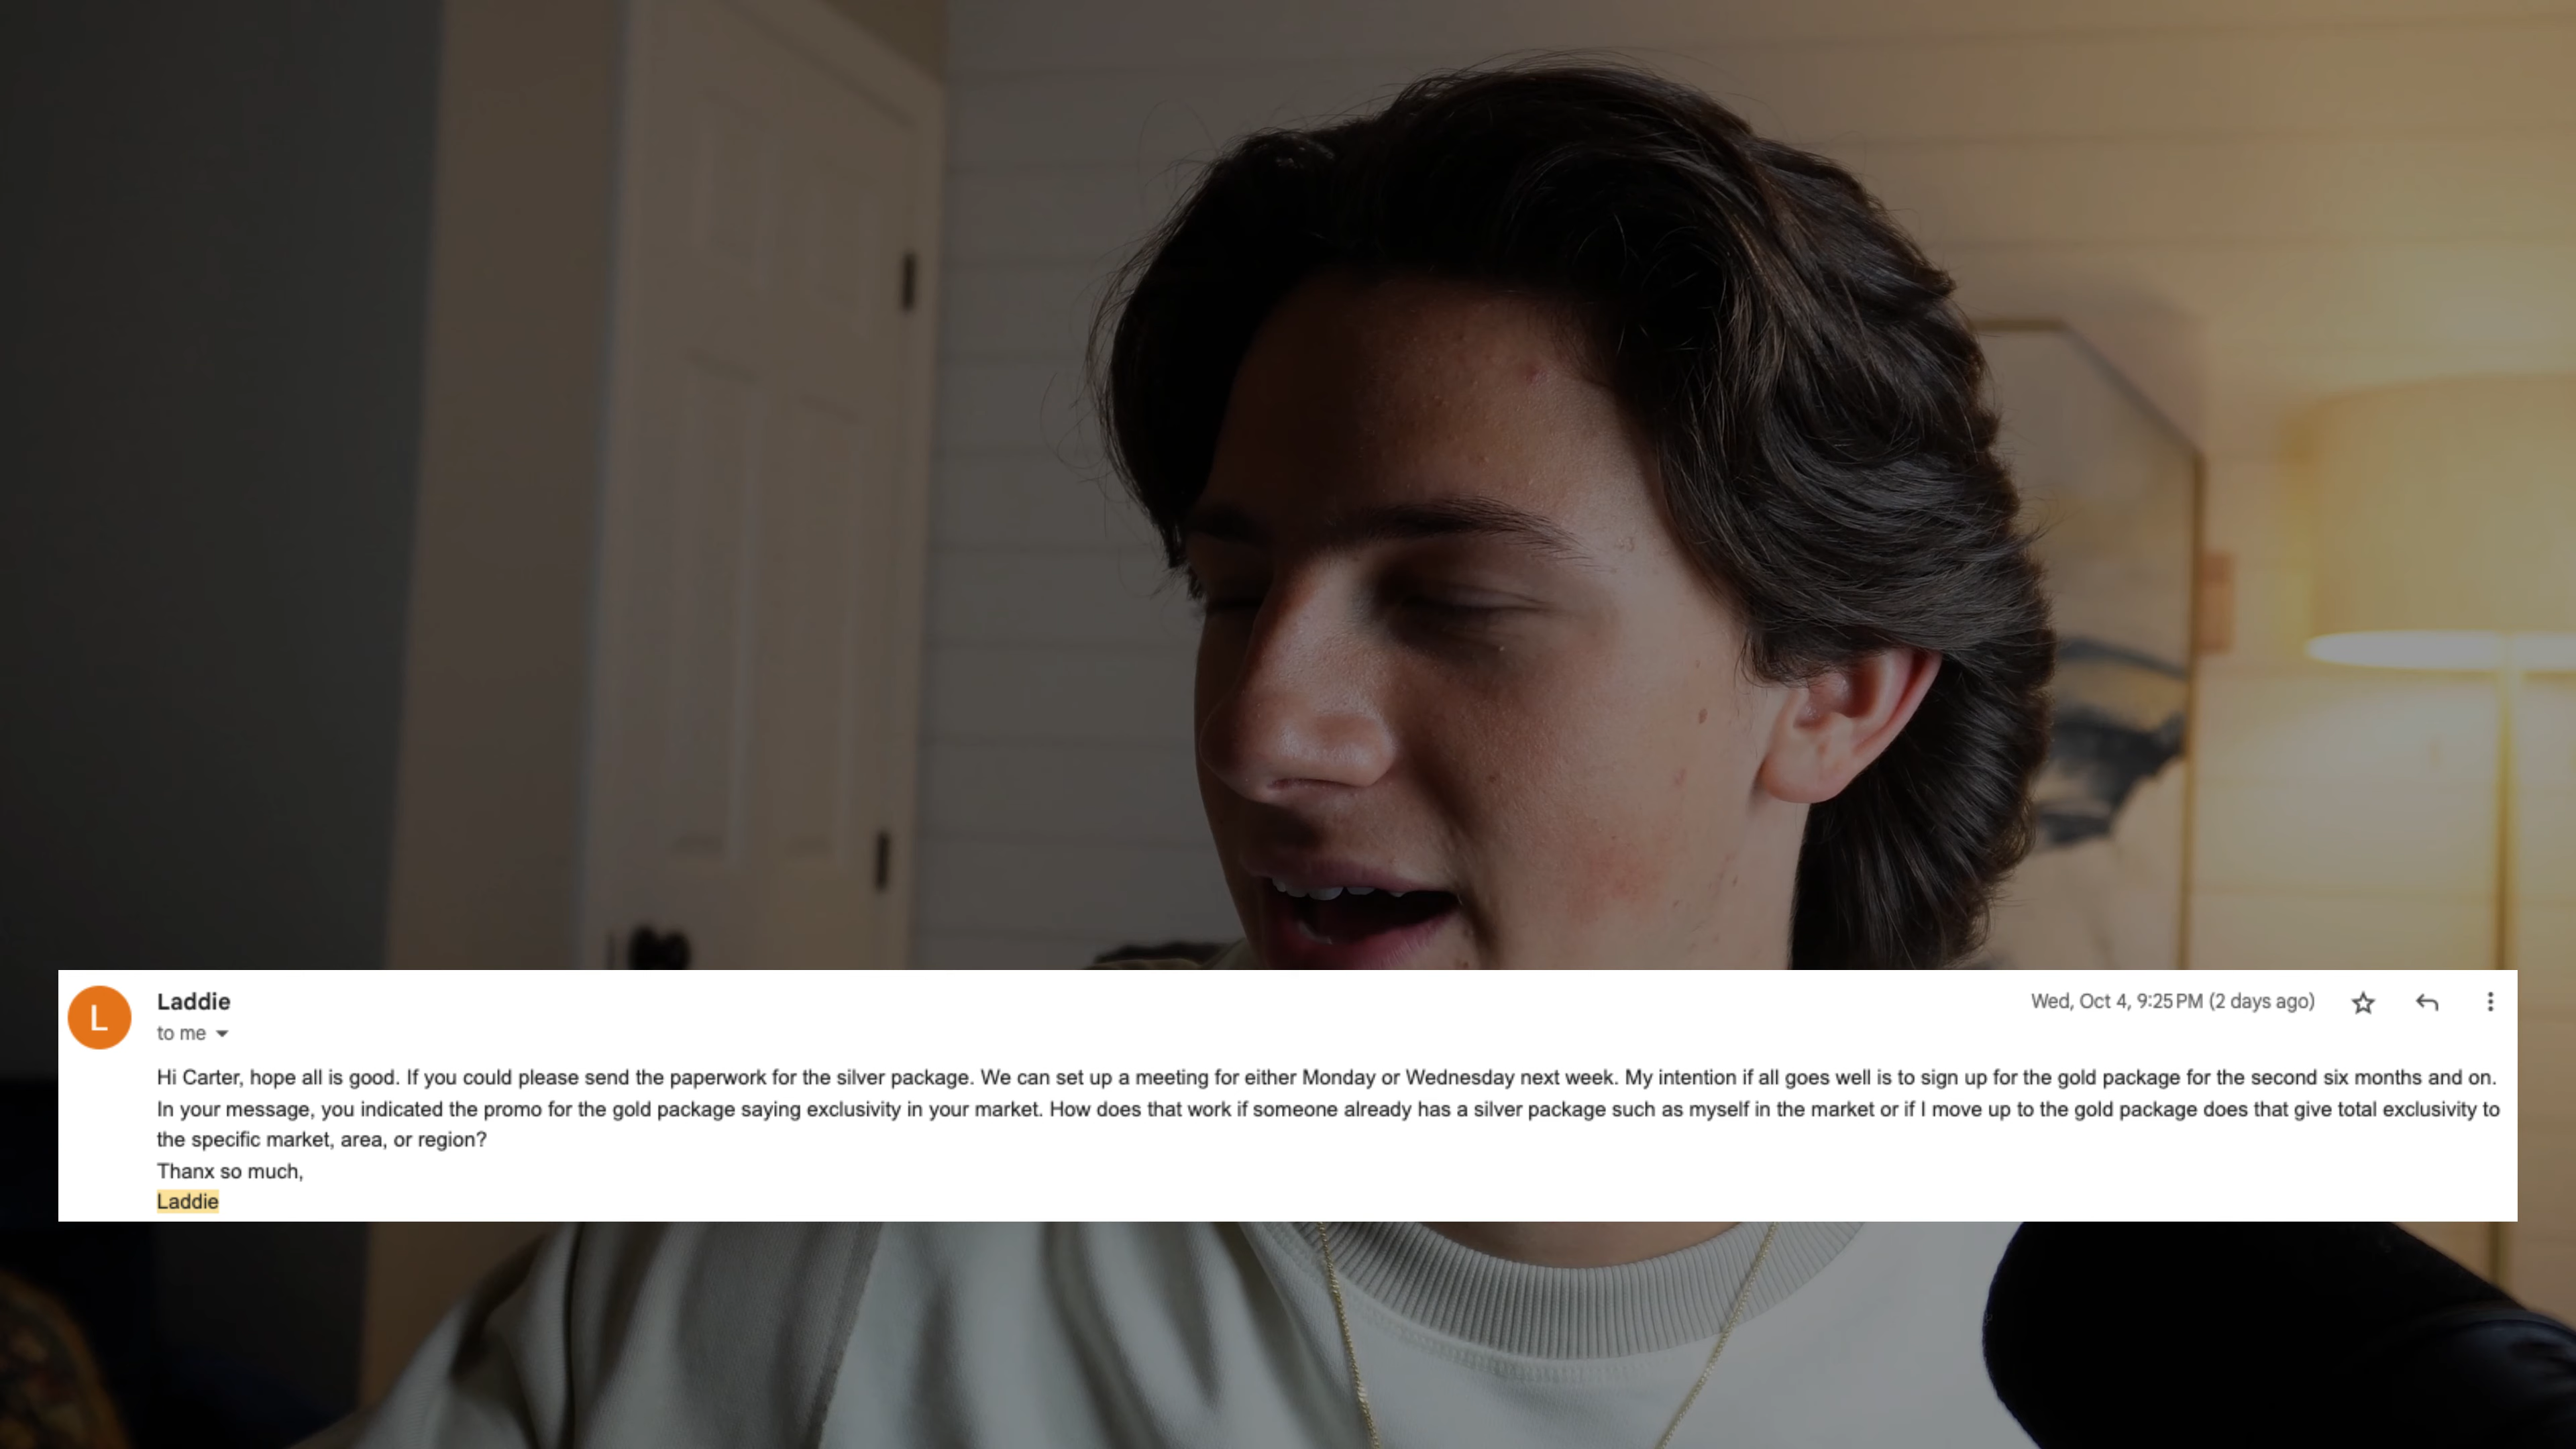 L
Laddie
Wed, Oct 4, 9:25 PM (2 days ago)
to me
Hi Carter, hope all is good. If you could please send the paperwork for the silver package. We can set up a meeting for either Monday or Wednesday next week. My intention if all goes well is to sign up for the gold package for the second six months and on.
In your message, you indicated the promo for the gold package saying exclusivity in your market. How does that work if someone already has a silver package such as myself in the market or if I move up to the gold package does that give total exclusivity to
the specific market, area, or region?
Thanx so much,
Laddie